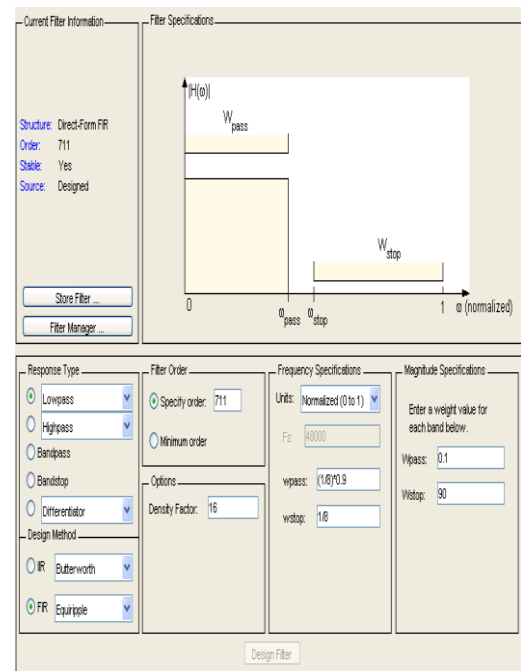 Current Filter Information
Structure: Direct-Form FIR
Order: 711
Stable: Yes
Source: Designed
Store Filter ...
Filter Manager ...
Filter Specifications
|H(ω)|
W_pass
W_stop
0
ω_pass
ω_stop
1
ω (normalized)
Response Type
Lowpass
Highpass
Bandpass
Bandstop
Differentiator
Design Method
IIR Butterworth
FIR Equiripple
Filter Order
Specify order: 711
Minimum order
Options
Density Factor: 16
Frequency Specifications
Units: Normalized (0 to 1)
Fs: 48000
wpass: (1/8)*0.9
wstop: 1/8
Magnitude Specifications
Enter a weight value for
each band below.
Wpass: 0.1
Wstop: 90
Design Filter